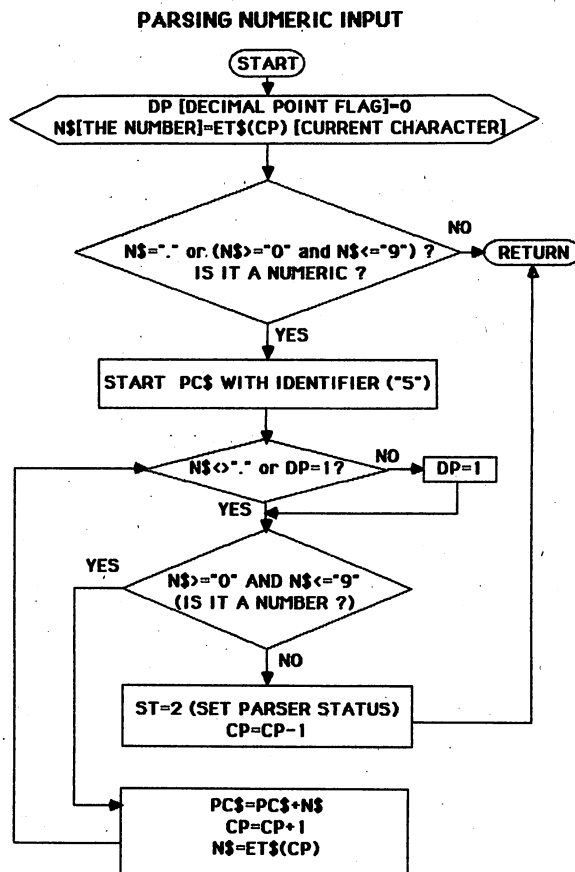 PARSING NUMERIC INPUT
START
DP [DECIMAL POINT FLAG]=0
N$[THE NUMBER]=ET$(CP) [CURRENT CHARACTER]
NO
N$="." or (N$>="0" and N$<="9") ?
IS IT A NUMERIC ?
RETURN
YES
START PC$ WITH IDENTIFIER ("5")
N$<>"." or DP=1?
NO
DP=1
YES
YES
N$>="0" AND N$<="9"
(IS IT A NUMBER ?)
NO
ST=2 (SET PARSER STATUS)
CP=CP-1
PC$=PC$+N$
CP=CP+1
N$=ET$(CP)